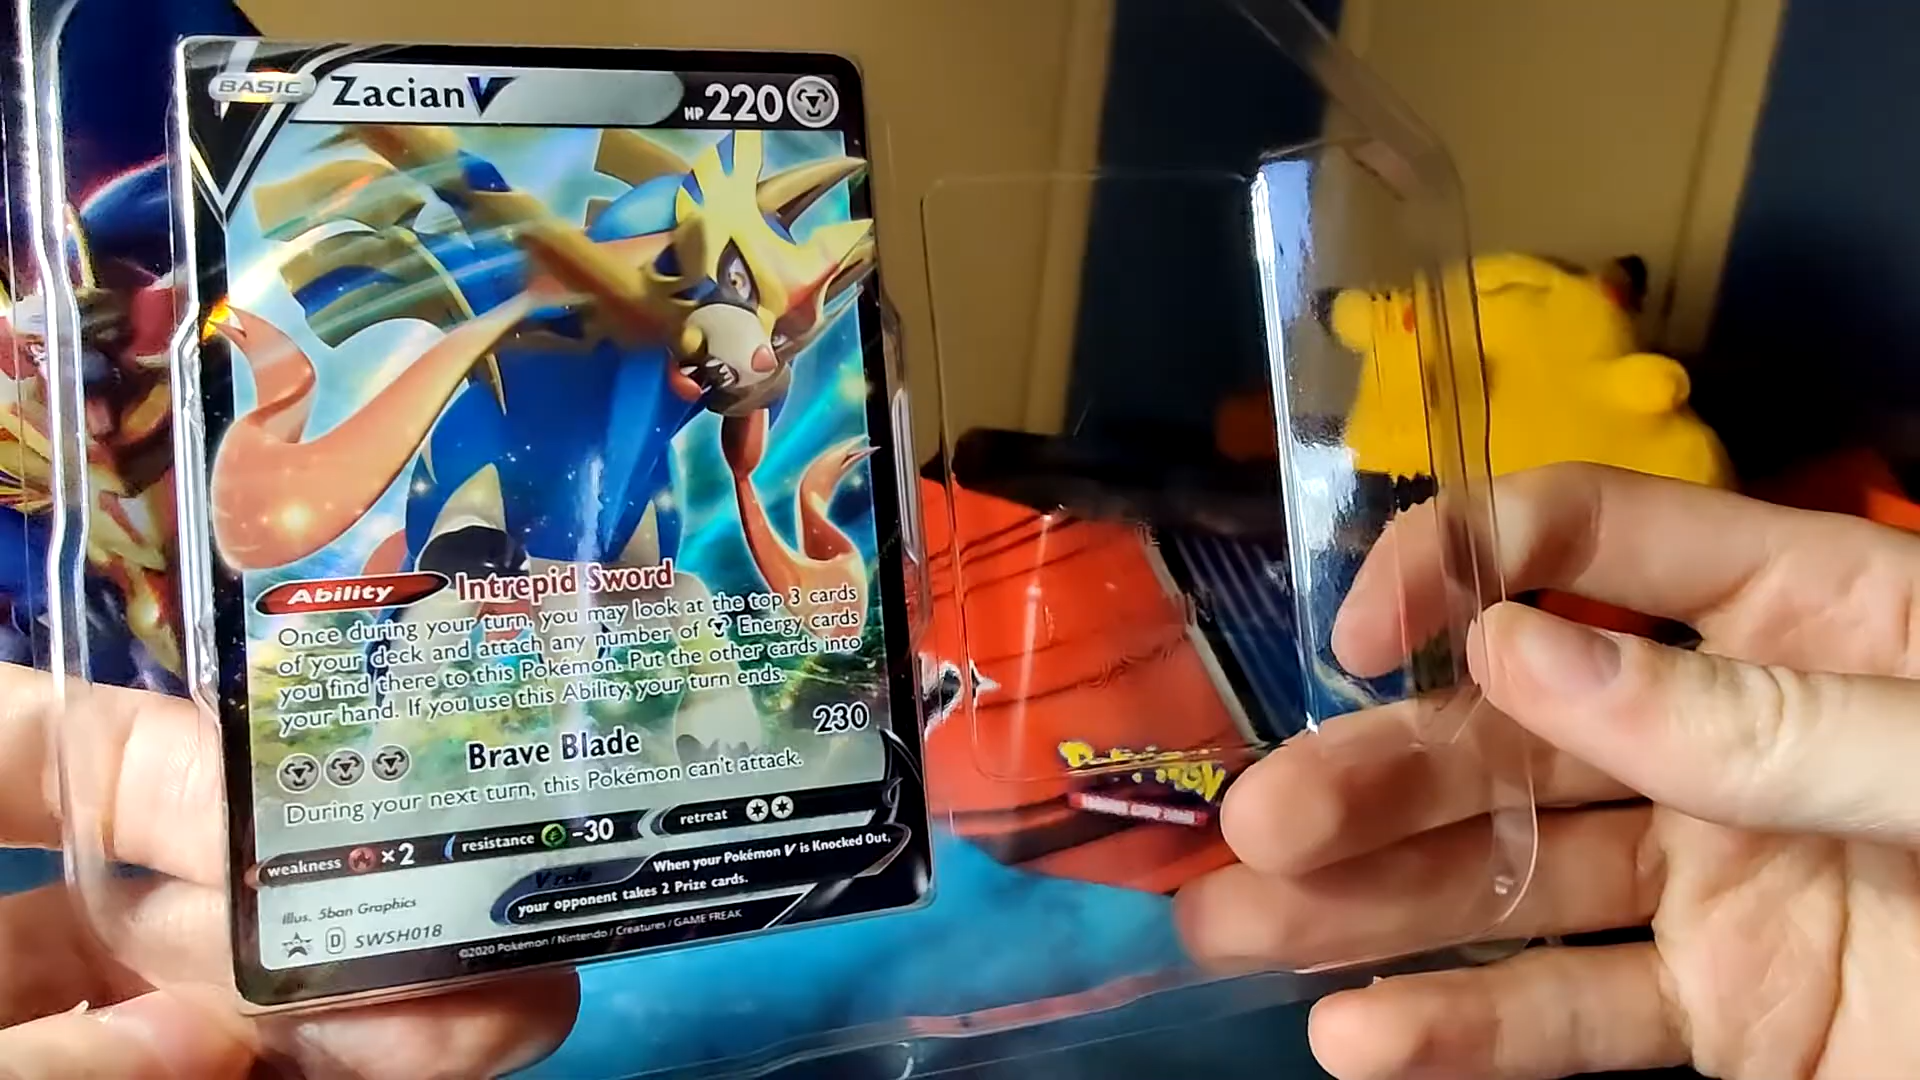 BASIC Zacian V HP 220
Ability Intrepid Sword
Once during your turn, you may look at the top 3 cards
of your deck and attach any number of Energy cards
you find there to this Pokémon. Put the other cards into
your hand. If you use this Ability, your turn ends.
Brave Blade 230
During your next turn, this Pokémon can't attack.
weakness ×2 resistance -30 retreat
V rule When your Pokémon V is Knocked Out,
your opponent takes 2 Prize cards.
Illus. 5ban Graphics
D SWSH018
©2020 Pokémon / Nintendo / Creatures / GAME FREAK